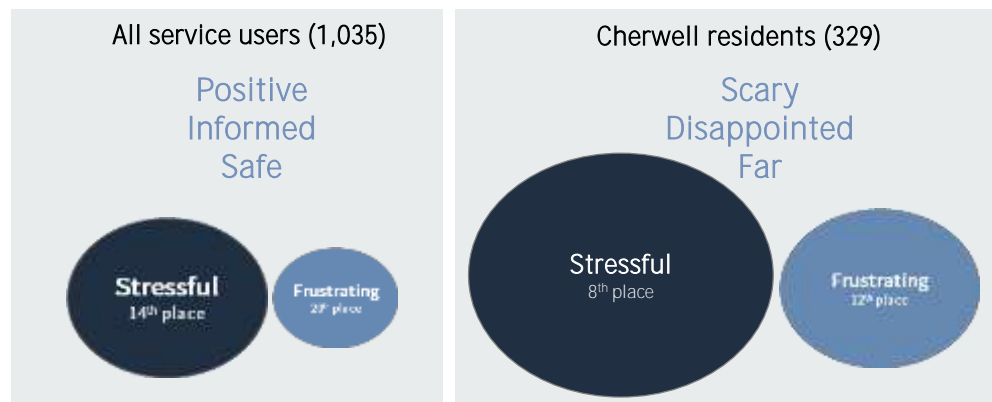 All service users (1,035)
Positive
Informed
Safe
Stressful
14th place
Frustrating
20th place
Cherwell residents (329)
Scary
Disappointed
Far
Stressful
8th place
Frustrating
12th place